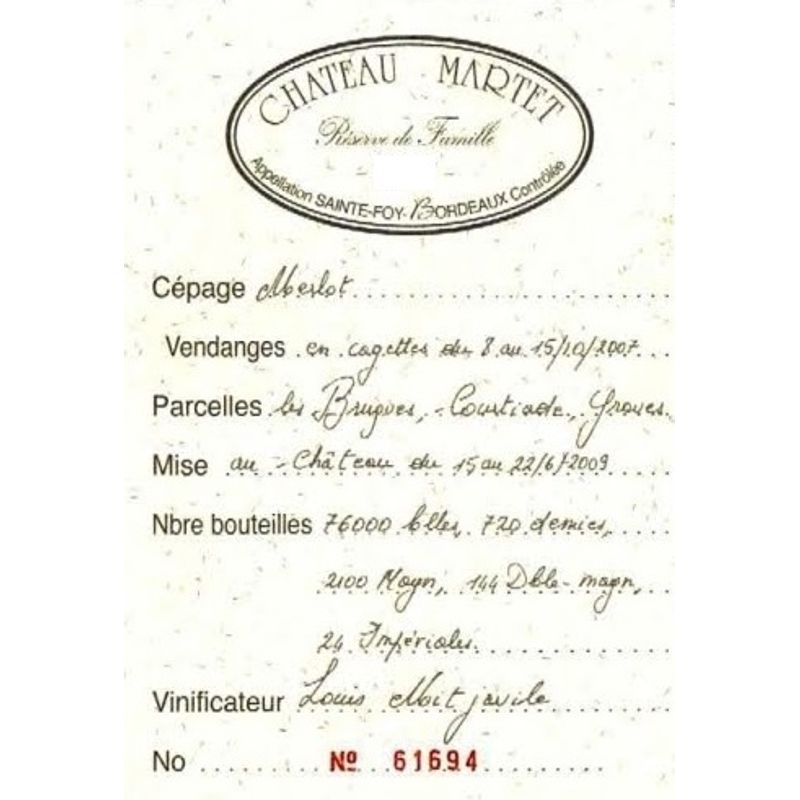 CHATEAU MARTET
Réserve de Famille
Appellation SAINTE-FOY-BORDEAUX Contrôlée
Cépage Merlot
Vendanges en cagettes du 8 au 15/10/2007
Parcelles les Brugues, Courtiade, Graves
Mise au Château du 15 au 22/6/2009
Nbre bouteilles 76000 blles, 720 demies,
2100 Magn, 144 Dble-magn,
24 Impériales
Vinificateur Louis Mitjavile
No Nº 61694